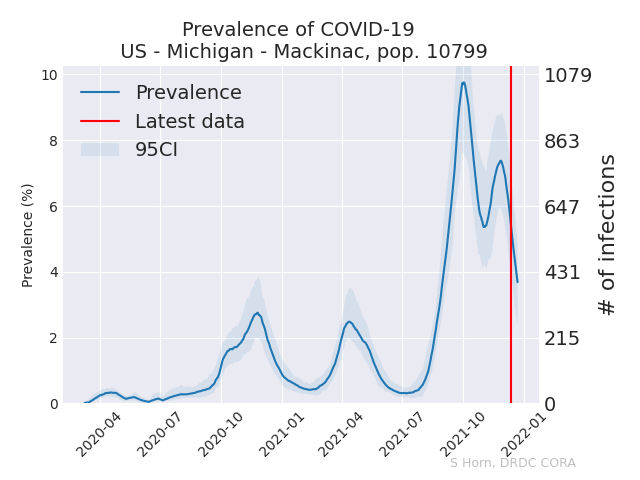 Prevalence of COVID-19
US - Michigan - Mackinac, pop. 10799
Prevalence
Latest data
95CI
Prevalence (%)
10
8
6
4
2
0
1079
863
647
431
215
0
# of infections
2020-04
2020-07
2020-10
2021-01
2021-04
2021-07
2021-10
2022-01
S Horn, DRDC CORA